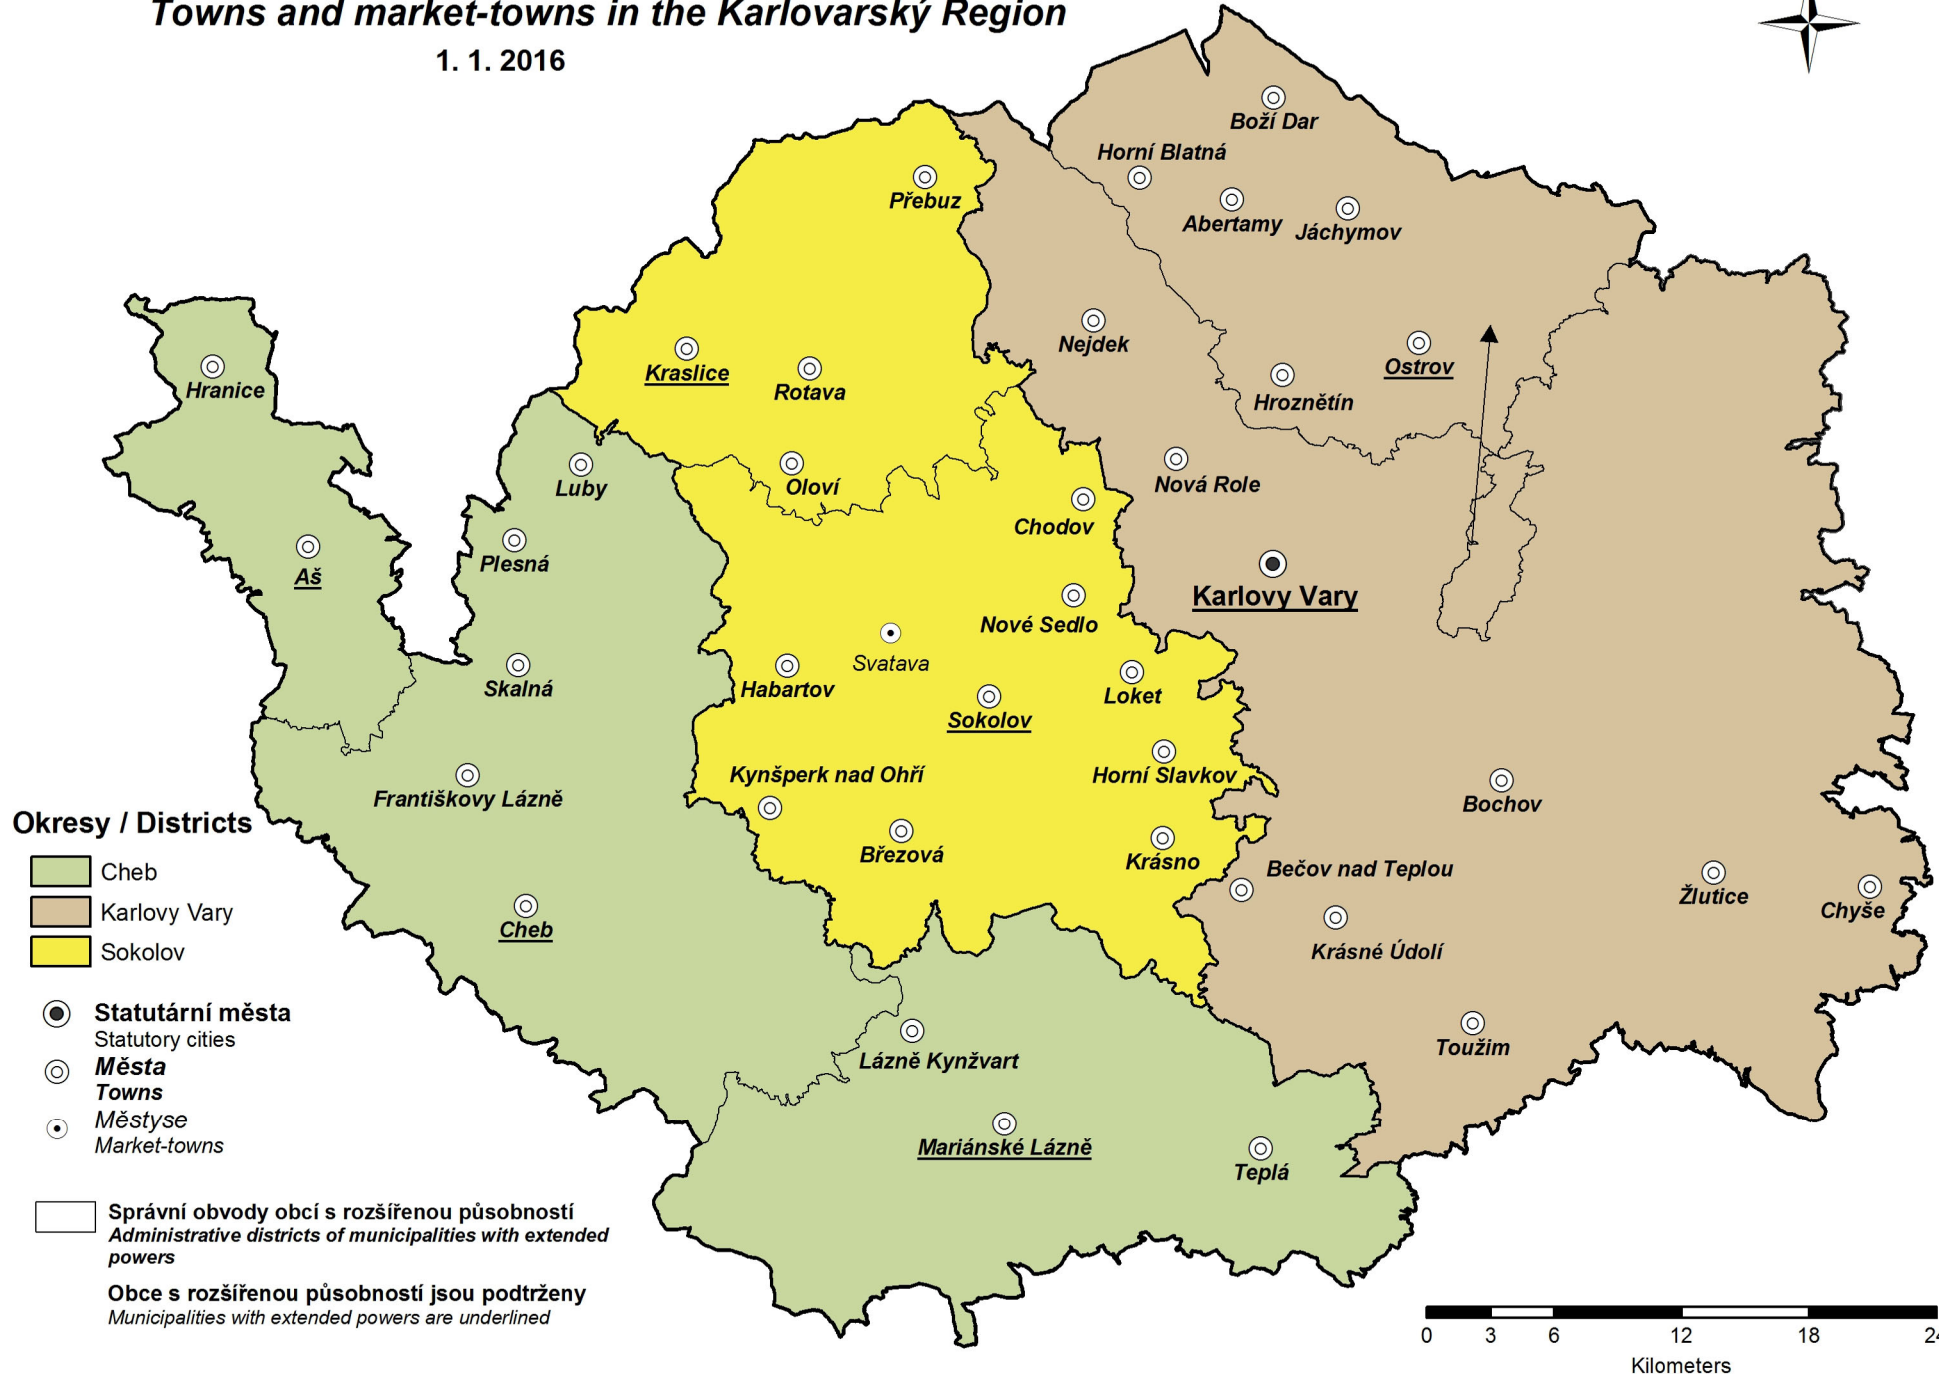 Towns and market-towns in the Karlovarský Region
1. 1. 2016
Boží Dar
Horní Blatná
Přebuz
Abertamy
Jáchymov
Nejdek
Hranice
Kraslice
Rotava
Ostrov
Hroznětín
Luby
Oloví
Nová Role
Chodov
Plesná
Aš
Karlovy Vary
Nové Sedlo
Svatava
Skalná
Habartov
Loket
Sokolov
Kynšperk nad Ohří
Horní Slavkov
Františkovy Lázně
Bochov
Březová
Krásno
Bečov nad Teplou
Žlutice
Chyše
Cheb
Krásné Údolí
Toužim
Lázně Kynžvart
Mariánské Lázně
Teplá
Okresy / Districts
Cheb
Karlovy Vary
Sokolov
Statutární města
Statutory cities
Města
Towns
Městyse
Market-towns
Správní obvody obcí s rozšířenou působností
Administrative districts of municipalities with extended
powers
Obce s rozšířenou působností jsou podtrženy
Municipalities with extended powers are underlined
0 3 6 12 18 24
Kilometers